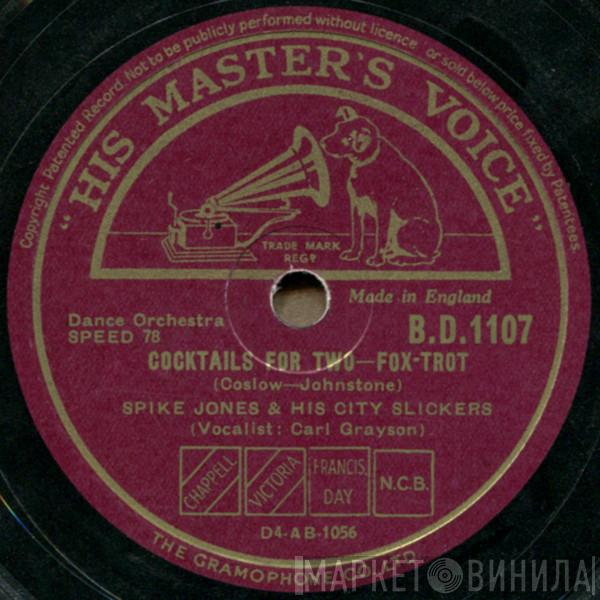 Copyright Patented Record. Not to be publicly performed without licence or sold below price fixed by Patentees.
"HIS MASTER'S VOICE"
TRADE MARK
REGD
Made in England
Dance Orchestra
SPEED 78
B.D.1107
COCKTAILS FOR TWO—FOX-TROT
(Coslow—Johnstone)
SPIKE JONES & HIS CITY SLICKERS
(Vocalist: Carl Grayson)
CHAPPELL
VICTORIA
FRANCIS, DAY
N.C.B.
D4-AB-1056
THE GRAMOPHONE CO. LTD.
МАРКЕТ ВИНИЛА